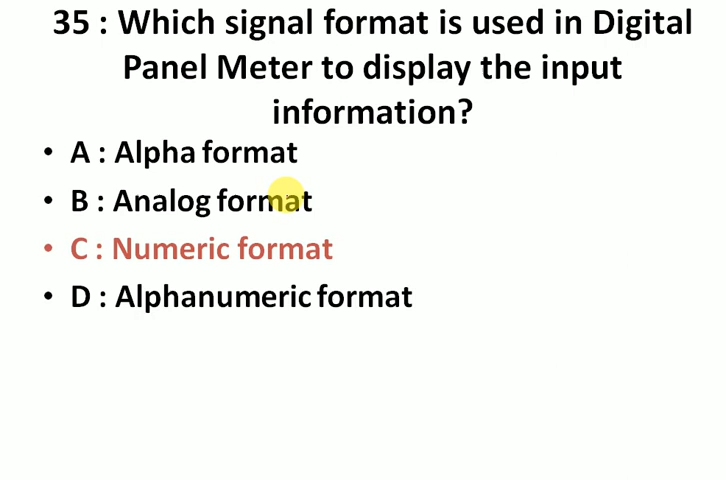 35 : Which signal format is used in Digital
Panel Meter to display the input
information?
• A : Alpha format
• B : Analog format
• C : Numeric format
• D : Alphanumeric format